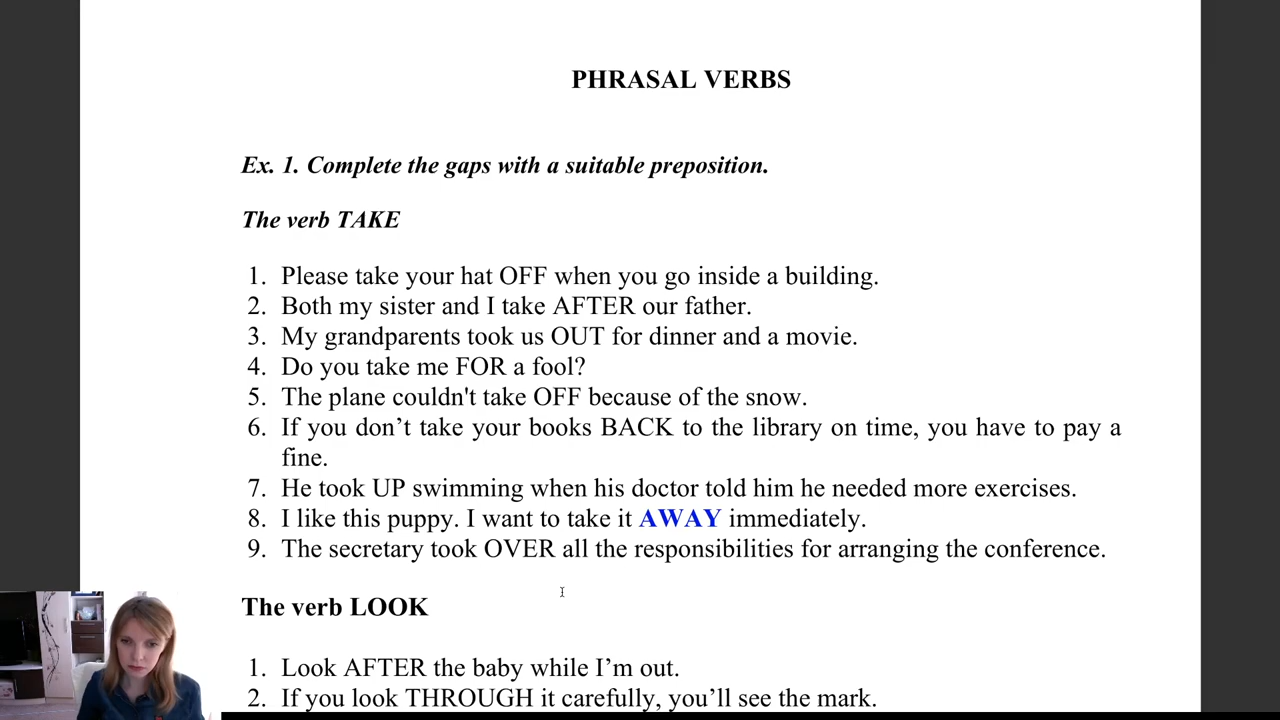 PHRASAL VERBS
Ex. 1. Complete the gaps with a suitable preposition.
The verb TAKE
1. Please take your hat OFF when you go inside a building.
2. Both my sister and I take AFTER our father.
3. My grandparents took us OUT for dinner and a movie.
4. Do you take me FOR a fool?
5. The plane couldn't take OFF because of the snow.
6. If you don’t take your books BACK to the library on time, you have to pay a
fine.
7. He took UP swimming when his doctor told him he needed more exercises.
8. I like this puppy. I want to take it AWAY immediately.
9. The secretary took OVER all the responsibilities for arranging the conference.
The verb LOOK
1. Look AFTER the baby while I’m out.
2. If you look THROUGH it carefully, you’ll see the mark.